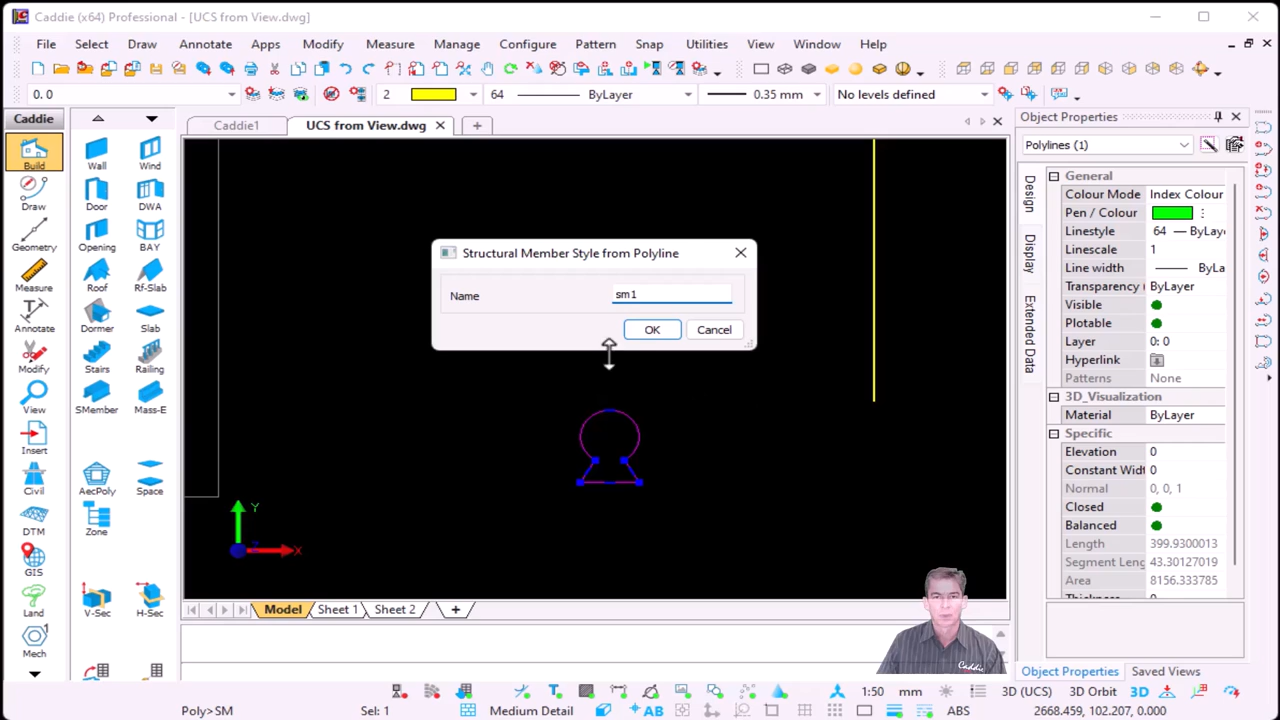 Caddie (x64) Professional - [UCS from View.dwg]
File Select Draw Annotate Apps Modify Measure Manage Configure Pattern Snap Utilities View Window Help
0. 0 2 64 ByLayer 0.35 mm No levels defined
Caddie
Caddie1 UCS from View.dwg
Object Properties
Polylines (1)
Build
Draw
Geometry
Measure
Annotate
Modify
View
Insert
Civil
DTM
GIS
Land
Mech
Wall Wind
Door DWA
Opening BAY
Roof Rf-Slab
Dormer Slab
Stairs Railing
SMember Mass-E
AecPoly Space
Zone
V-Sec H-Sec
Structural Member Style from Polyline
Name sm1
OK Cancel
Y
Z X
Design
Display
Extended Data
General
Colour Mode Index Colour
Pen / Colour
Linestyle 64 ByLaye
Linescale 1
Line width ByLa
Transparency ByLayer
Visible
Plotable
Layer 0: 0
Hyperlink
Patterns None
3D_Visualization
Material ByLayer
Specific
Elevation 0
Constant Widt 0
Normal 0, 0, 1
Closed
Balanced
Length 399.9300013
Segment Leng 43.30127019
Area 8156.333785
Thickness
Model Sheet 1 Sheet 2
Caddie
Object Properties Saved Views
1:50 mm 3D (UCS) 3D Orbit 3D
Poly>SM Sel: 1 Medium Detail AB ABS 2668.459, 102.207, 0.000